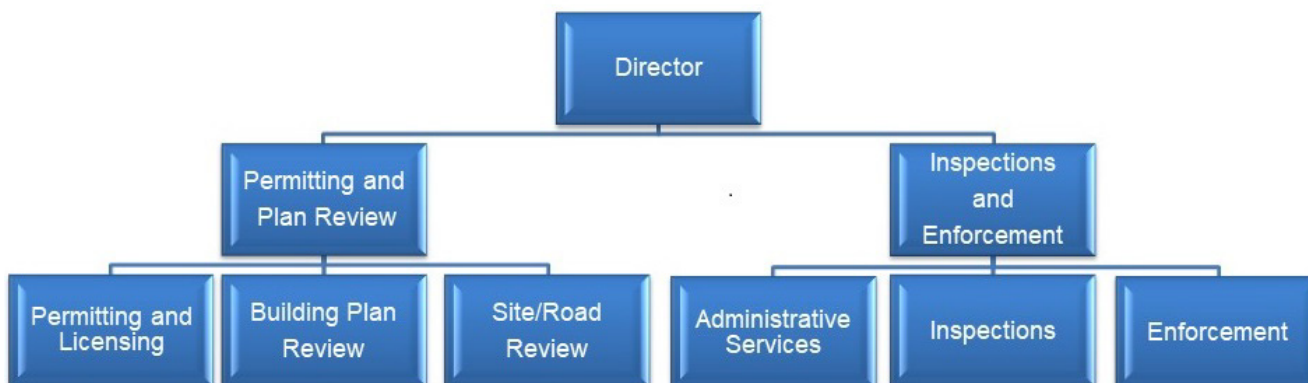 Director
Permitting and
Plan Review
Inspections
and
Enforcement
Permitting and
Licensing
Building Plan
Review
Site/Road
Review
Administrative
Services
Inspections
Enforcement